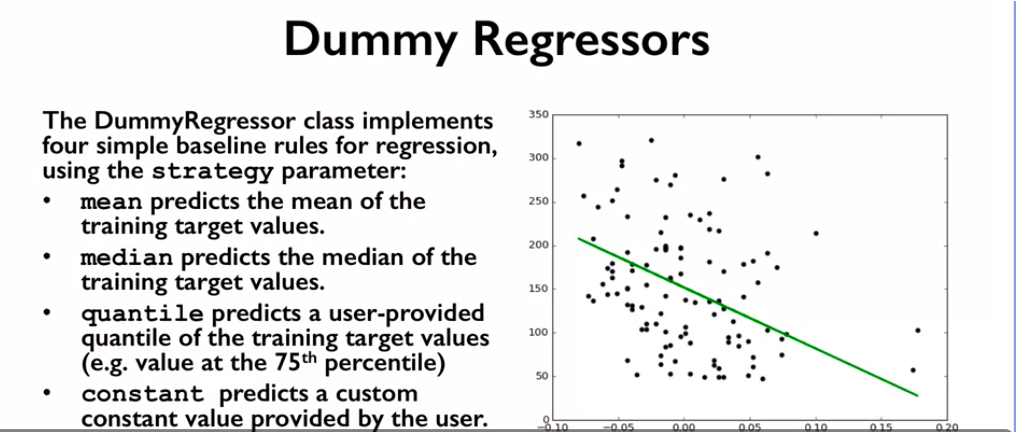 Dummy Regressors
The DummyRegressor class implements
four simple baseline rules for regression,
using the strategy parameter:
• mean predicts the mean of the
training target values.
• median predicts the median of the
training target values.
• quantile predicts a user-provided
quantile of the training target values
(e.g. value at the 75th percentile)
• constant predicts a custom
constant value provided by the user.
350
300
250
200
150
100
50
0
−0.10 −0.05 0.00 0.05 0.10 0.15 0.20